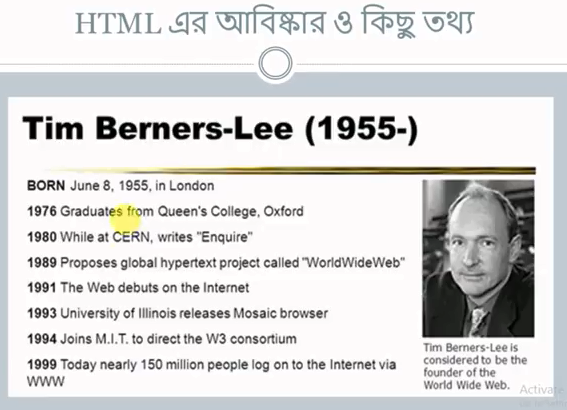 HTML এর আবিষ্কার ও কিছু তথ্য
Tim Berners-Lee (1955-)
BORN June 8, 1955, in London
1976 Graduates from Queen's College, Oxford
1980 While at CERN, writes "Enquire"
1989 Proposes global hypertext project called "WorldWideWeb"
1991 The Web debuts on the Internet
1993 University of Illinois releases Mosaic browser
1994 Joins M.I.T. to direct the W3 consortium
1999 Today nearly 150 million people log on to the Internet via
WWW
Tim Berners-Lee is
considered to be the
founder of the
World Wide Web.
Activate